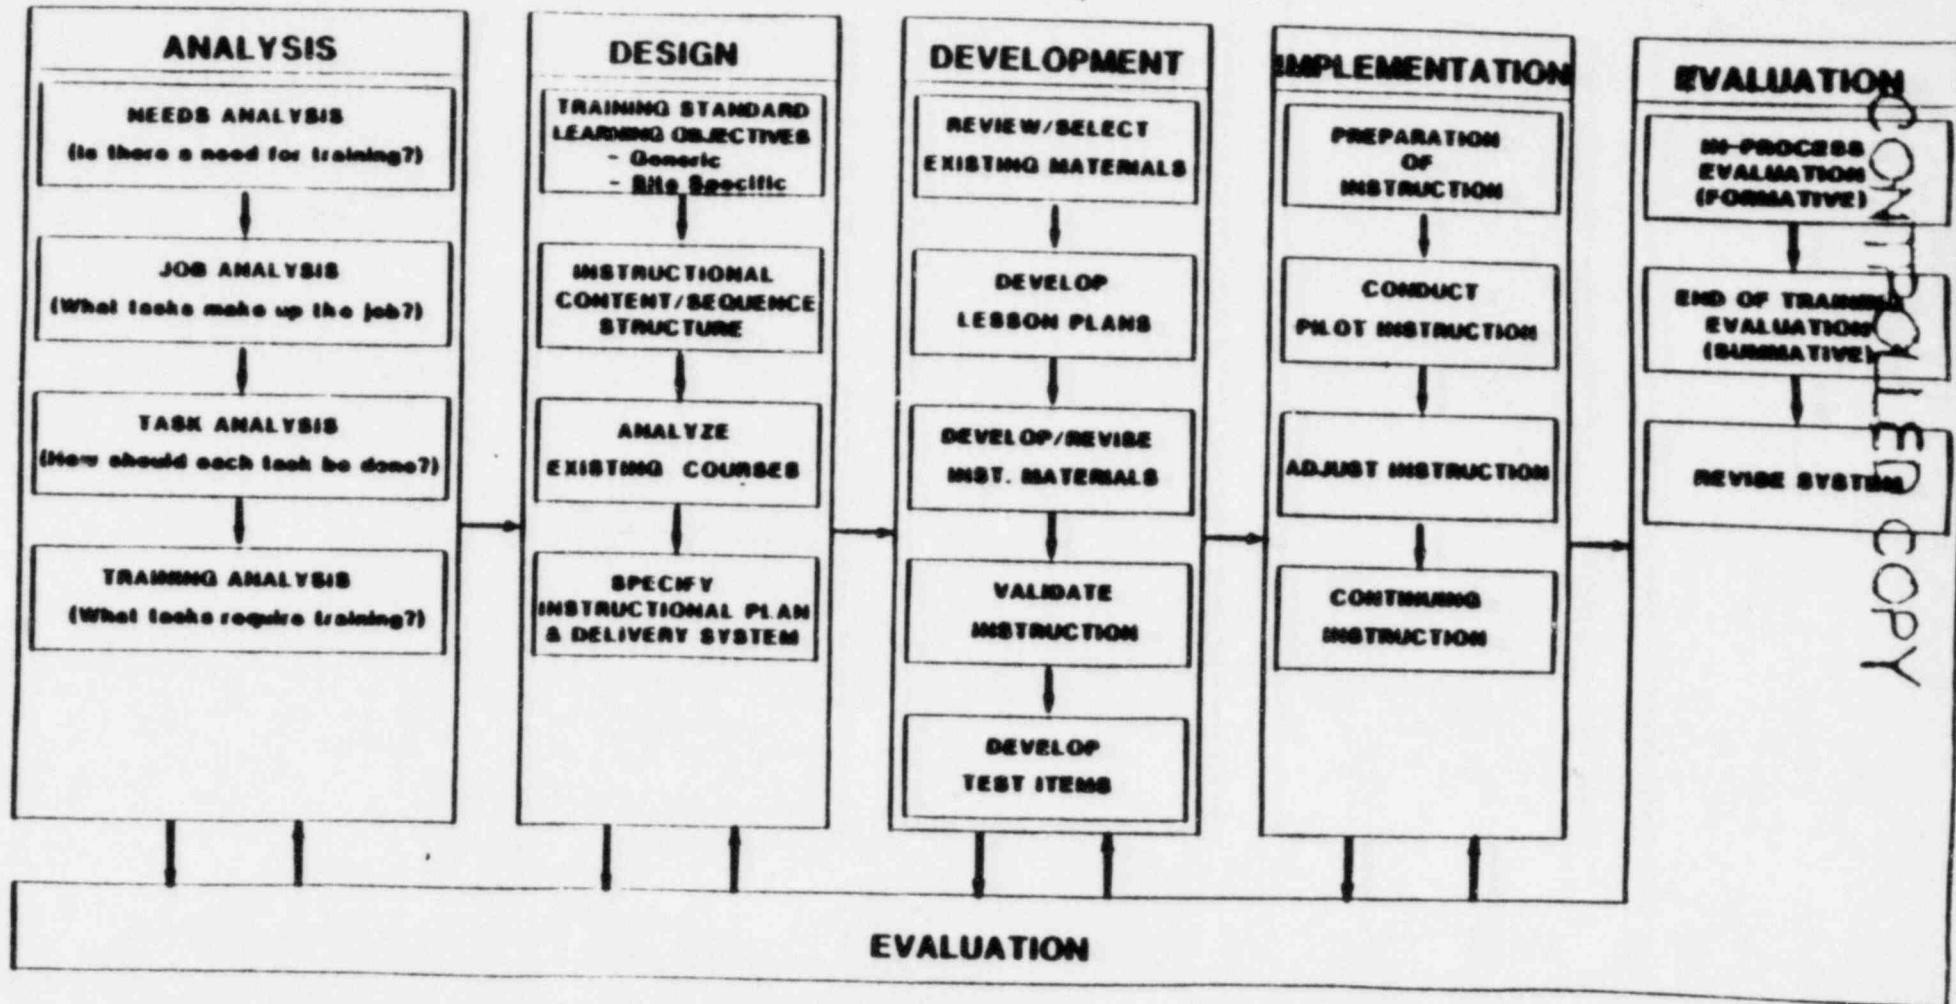 ANALYSIS
NEEDS ANALYSIS
(Is there a need for training?)
JOB ANALYSIS
(What tasks make up the job?)
TASK ANALYSIS
(How should each task be done?)
TRAINING ANALYSIS
(What tasks require training?)
DESIGN
TRAINING STANDARD
LEARNING OBJECTIVES
- Generic
- Site Specific
INSTRUCTIONAL
CONTENT/SEQUENCE
STRUCTURE
ANALYZE
EXISTING COURSES
SPECIFY
INSTRUCTIONAL PLAN
& DELIVERY SYSTEM
DEVELOPMENT
REVIEW/SELECT
EXISTING MATERIALS
DEVELOP
LESSON PLANS
DEVELOP/REVISE
INST. MATERIALS
VALIDATE
INSTRUCTION
DEVELOP
TEST ITEMS
IMPLEMENTATION
PREPARATION
OF
INSTRUCTION
CONDUCT
PILOT INSTRUCTION
ADJUST INSTRUCTION
CONTINUING
INSTRUCTION
EVALUATION
IN-PROCESS
EVALUATION
(FORMATIVE)
END OF TRAINING
EVALUATION
(SUMMATIVE)
REVISE SYSTEM
CONTROLLED COPY
EVALUATION